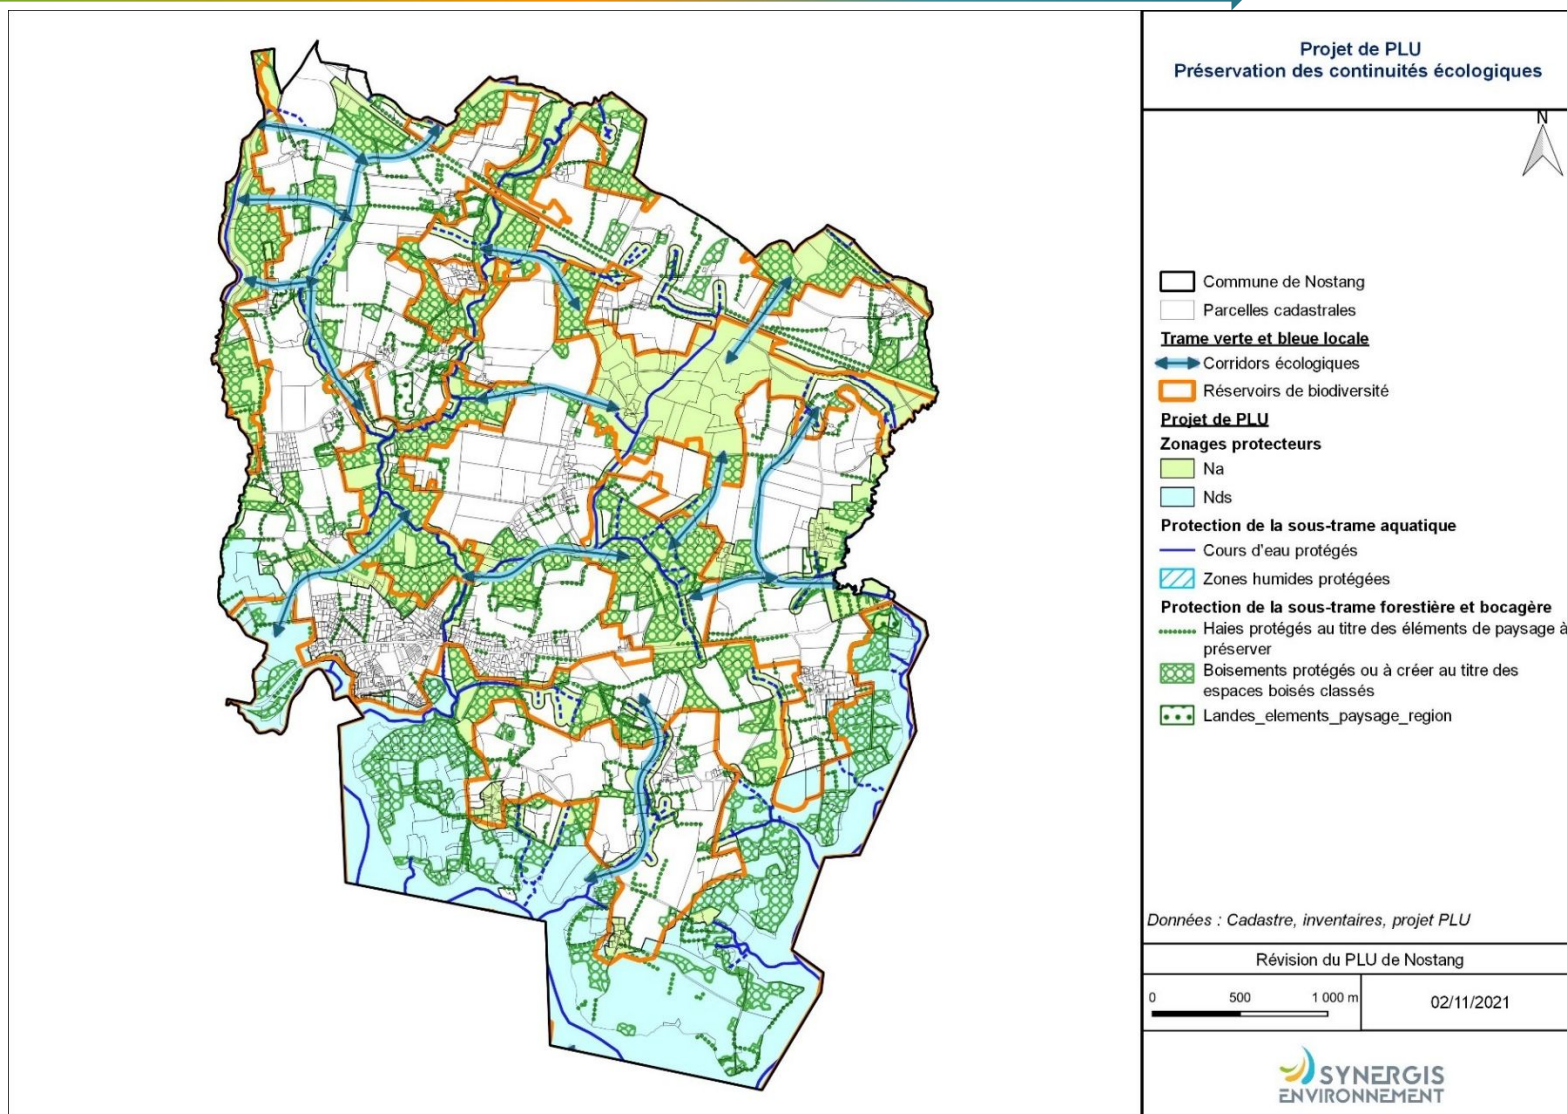 Projet de PLU
Préservation des continuités écologiques
N
Commune de Nostang
Parcelles cadastrales
Trame verte et bleue locale
Corridors écologiques
Réservoirs de biodiversité
Projet de PLU
Zonages protecteurs
Na
Nds
Protection de la sous-trame aquatique
Cours d'eau protégés
Zones humides protégées
Protection de la sous-trame forestière et bocagère
Haies protégés au titre des éléments de paysage à
préserver
Boisements protégés ou à créer au titre des
espaces boisés classés
Landes_elements_paysage_region
Données : Cadastre, inventaires, projet PLU
Révision du PLU de Nostang
0 500 1 000 m
02/11/2021
SYNERGIS
ENVIRONNEMENT